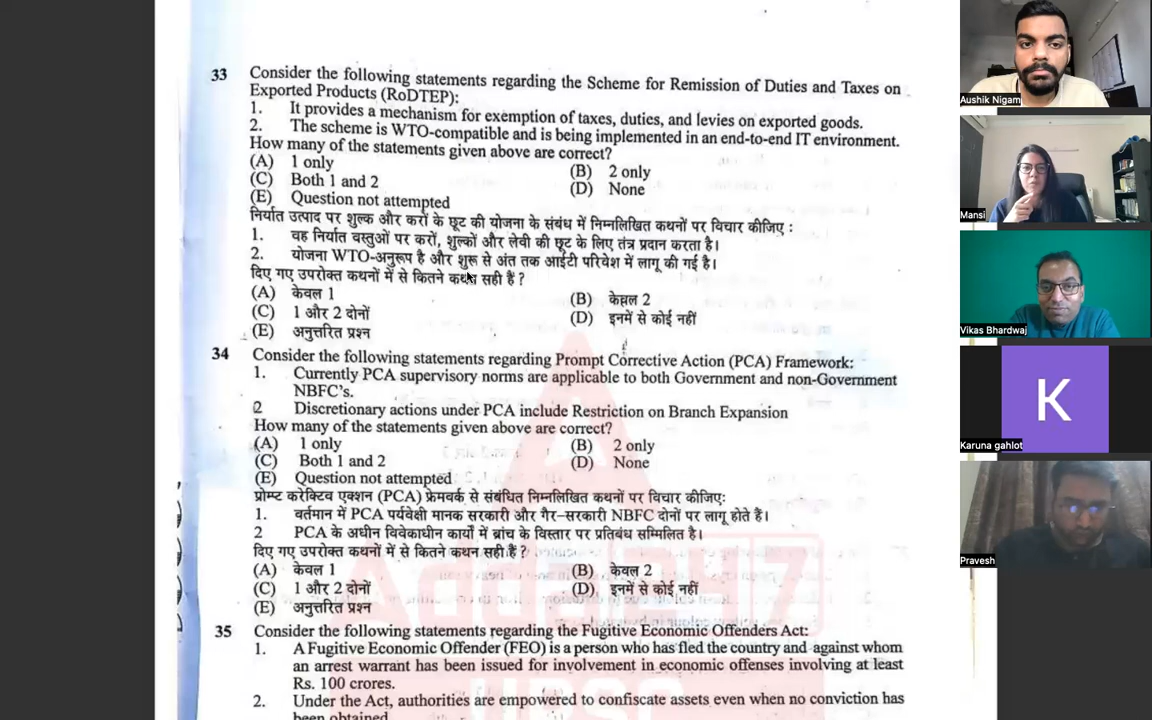 33 Consider the following statements regarding the Scheme for Remission of Duties and Taxes on
Exported Products (RoDTEP):
1. It provides a mechanism for exemption of taxes, duties, and levies on exported goods.
2. The scheme is WTO-compatible and is being implemented in an end-to-end IT environment.
How many of the statements given above are correct?
(A) 1 only (B) 2 only
(C) Both 1 and 2 (D) None
(E) Question not attempted
निर्यात उत्पाद पर शुल्क और करों के छूट की योजना के संबंध में निम्नलिखित कथनों पर विचार कीजिए :
1. वह निर्यात वस्तुओं पर करों, शुल्कों और लेवी की छूट के लिए तंत्र प्रदान करता है।
2. योजना WTO-अनुरूप है और शुरू से अंत तक आईटी परिवेश में लागू की गई है।
दिए गए उपरोक्त कथनों में से कितने कथन सही हैं ?
(A) केवल 1 (B) केवल 2
(C) 1 और 2 दोनों (D) इनमें से कोई नहीं
(E) अनुत्तरित प्रश्न
34 Consider the following statements regarding Prompt Corrective Action (PCA) Framework:
1. Currently PCA supervisory norms are applicable to both Government and non-Government
NBFC's.
2 Discretionary actions under PCA include Restriction on Branch Expansion
How many of the statements given above are correct?
(A) 1 only (B) 2 only
(C) Both 1 and 2 (D) None
(E) Question not attempted
प्रोम्प्ट करेक्टिव एक्शन (PCA) फ्रेमवर्क से संबंधित निम्नलिखित कथनों पर विचार कीजिए:
1. वर्तमान में PCA पर्यवेक्षी मानक सरकारी और गैर-सरकारी NBFC दोनों पर लागू होते हैं।
2 PCA के अधीन विवेकाधीन कार्यों में ब्रांच के विस्तार पर प्रतिबंध सम्मिलित है।
दिए गए उपरोक्त कथनों में से कितने कथन सही हैं ?
(A) केवल 1 (B) केवल 2
(C) 1 और 2 दोनों (D) इनमें से कोई नहीं
(E) अनुत्तरित प्रश्न
35 Consider the following statements regarding the Fugitive Economic Offenders Act:
1. A Fugitive Economic Offender (FEO) is a person who has fled the country and against whom
an arrest warrant has been issued for involvement in economic offenses involving at least
Rs. 100 crores.
2. Under the Act, authorities are empowered to confiscate assets even when no conviction has
been obtained
Aushik Nigam
Mansi
Vikas Bhardwaj
K
Karuna gahlot
Pravesh